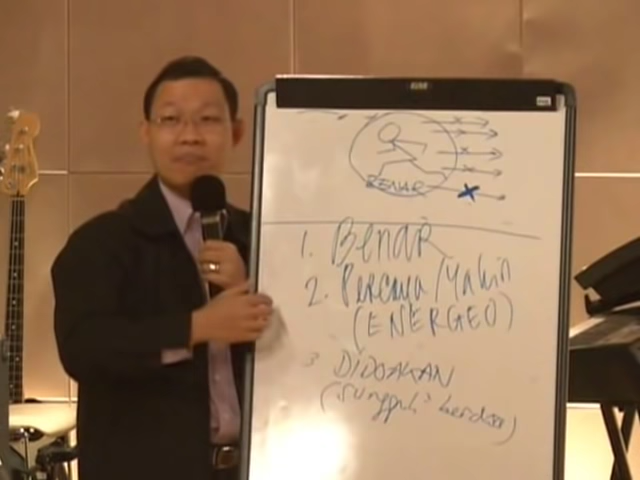 BENAR
1. BENAR
2. Percaya/Yakin
(ENERGEO)
3 DIDOAKAN
(sungguh² berdoa)